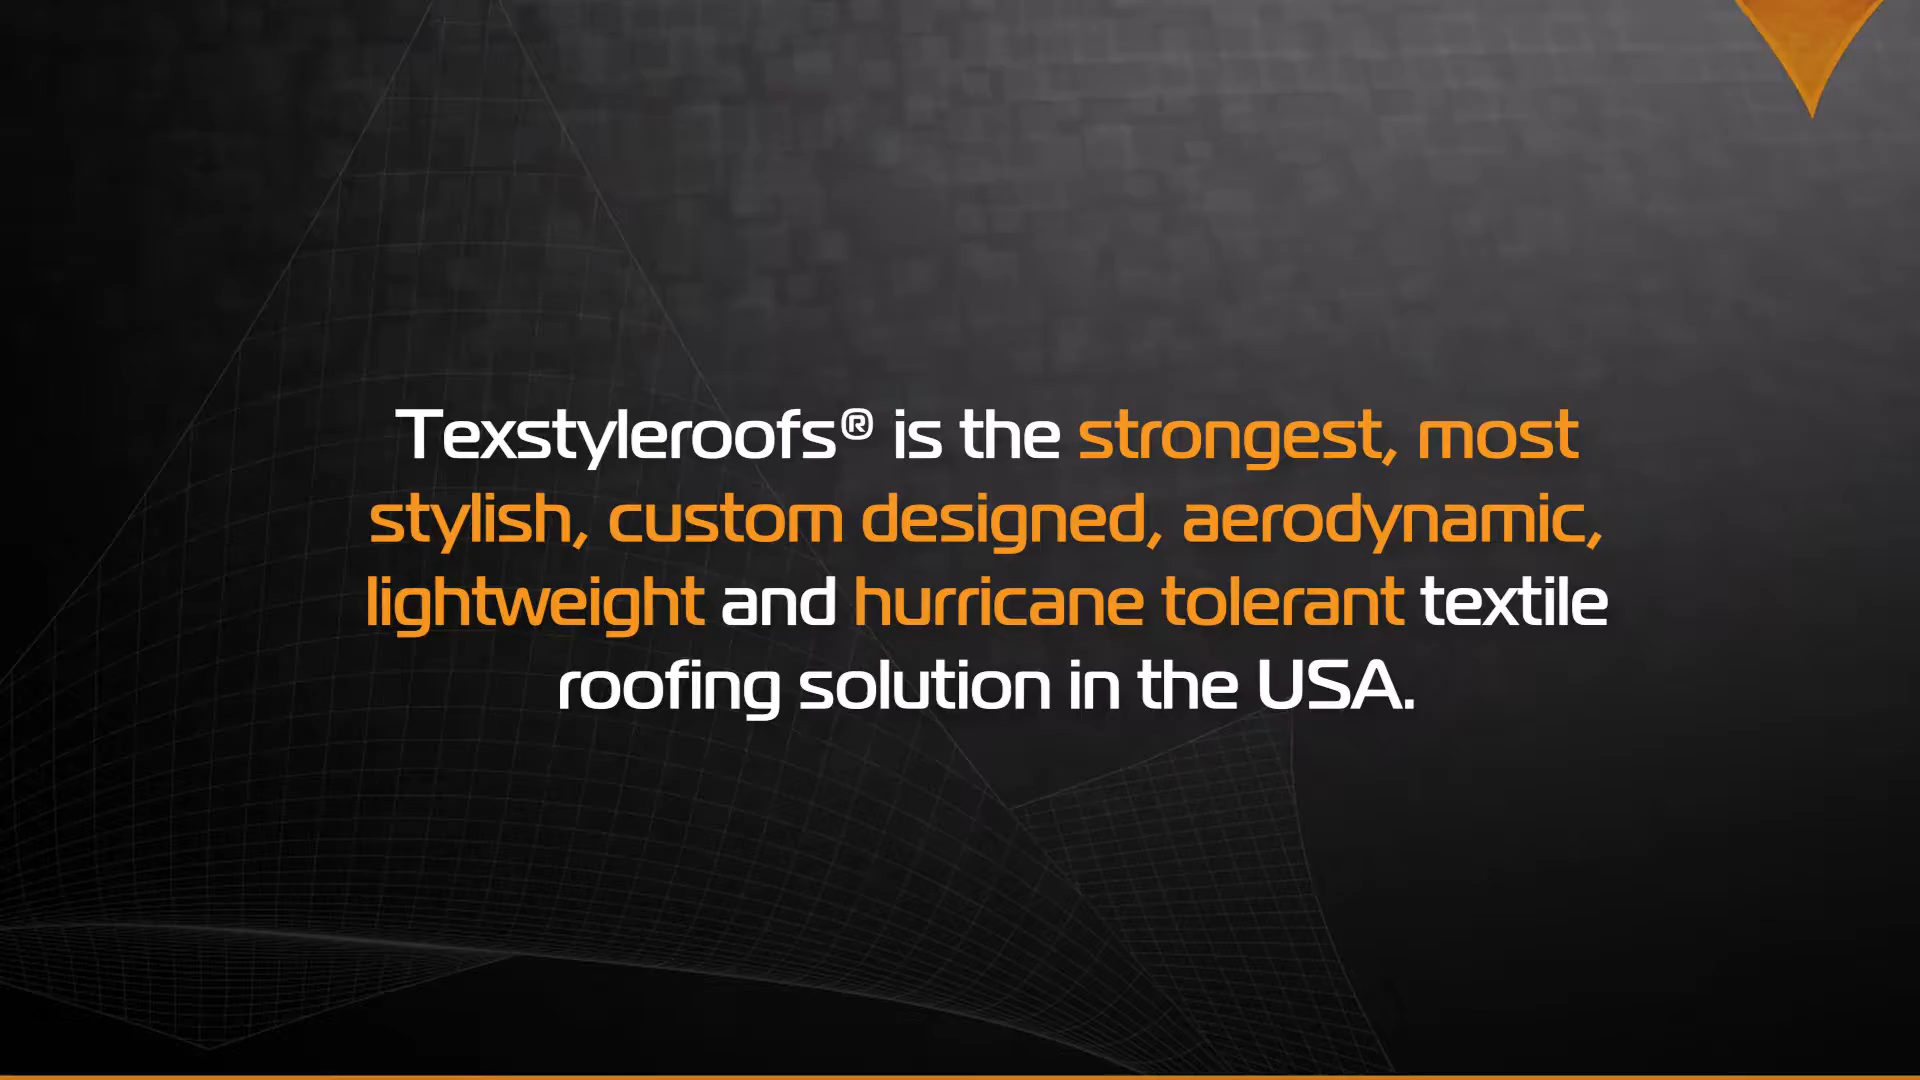 Texstyleroofs® is the strongest, most
stylish, custom designed, aerodynamic,
lightweight and hurricane tolerant textile
roofing solution in the USA.